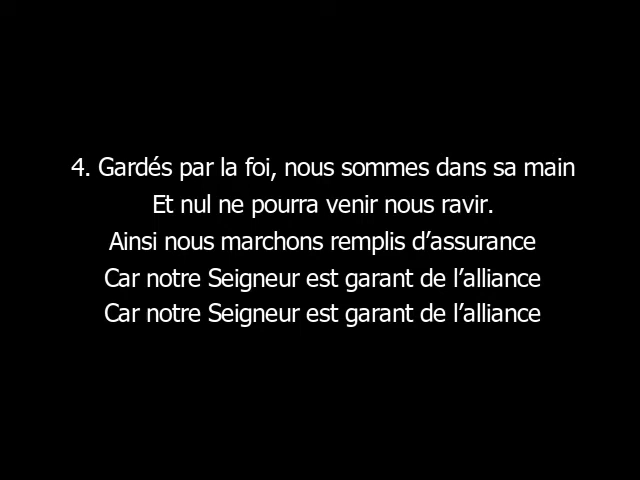 4. Gardés par la foi, nous sommes dans sa main
Et nul ne pourra venir nous ravir.
Ainsi nous marchons remplis d’assurance
Car notre Seigneur est garant de l’alliance
Car notre Seigneur est garant de l’alliance